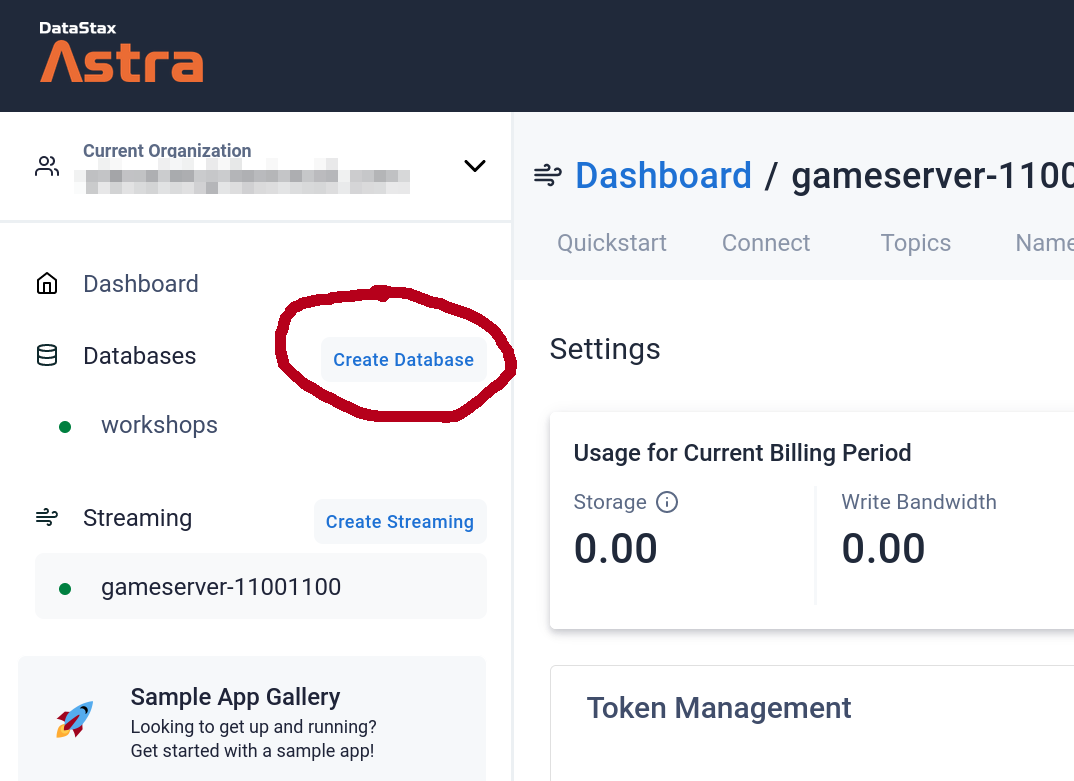 DataStax
Astra
Current Organization
Dashboard
Databases
Create Database
workshops
Streaming
Create Streaming
gameserver-11001100
Sample App Gallery
Looking to get up and running?
Get started with a sample app!
Dashboard / gameserver-1100
Quickstart Connect Topics Name
Settings
Usage for Current Billing Period
Storage Write Bandwidth
0.00 0.00
Token Management